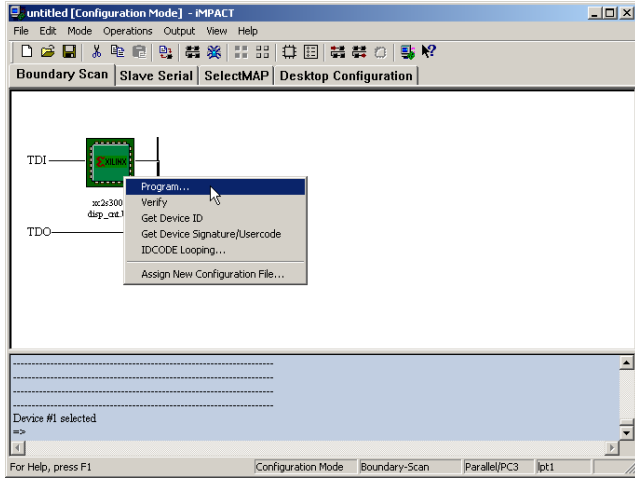 untitled [Configuration Mode] - iMPACT
File Edit Mode Operations Output View Help
Boundary Scan Slave Serial SelectMAP Desktop Configuration
TDI
XILINX
Program...
xc2s300
Verify
disp_cnt.
Get Device ID
TDO
Get Device Signature/Usercode
IDCODE Looping...
Assign New Configuration File...
------------------------------------------------------------------
------------------------------------------------------------------
------------------------------------------------------------------
------------------------------------------------------------------
Device #1 selected
=>
For Help, press F1 Configuration Mode Boundary-Scan Parallel/PC3 lpt1